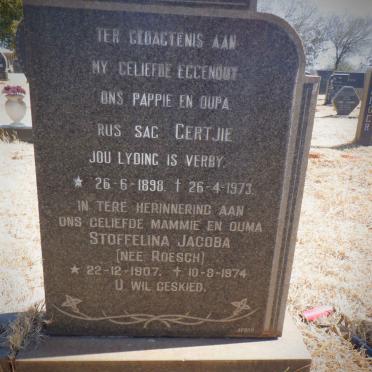 TER GEDAGTENIS AAN
MY GELIEFDE EGGENOUT
ONS PAPPIE EN OUPA
RUS SAG GERTJIE
JOU LYDING IS VERBY.
★ 26-6-1898. † 26-4-1973.
IN TERE HERINNERING AAN
ONS GELIEFDE MAMMIE EN OUMA
STOFFELINA JACOBA
(NEE ROESCH)
★ 22-12-1907. † 10-8-1974
U WIL GESKIED.